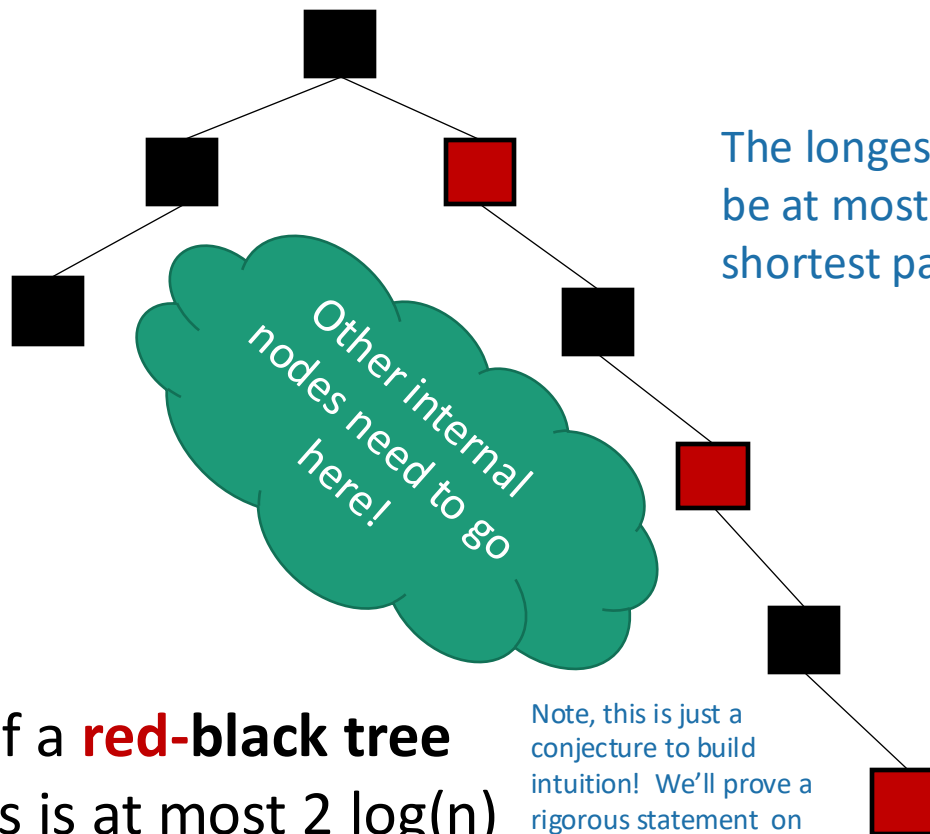 The longes
be at most
shortest pa
Other internal
nodes need to go
here!
f a red-black tree
s is at most 2 log(n)
Note, this is just a
conjecture to build
intuition! We'll prove a
rigorous statement on